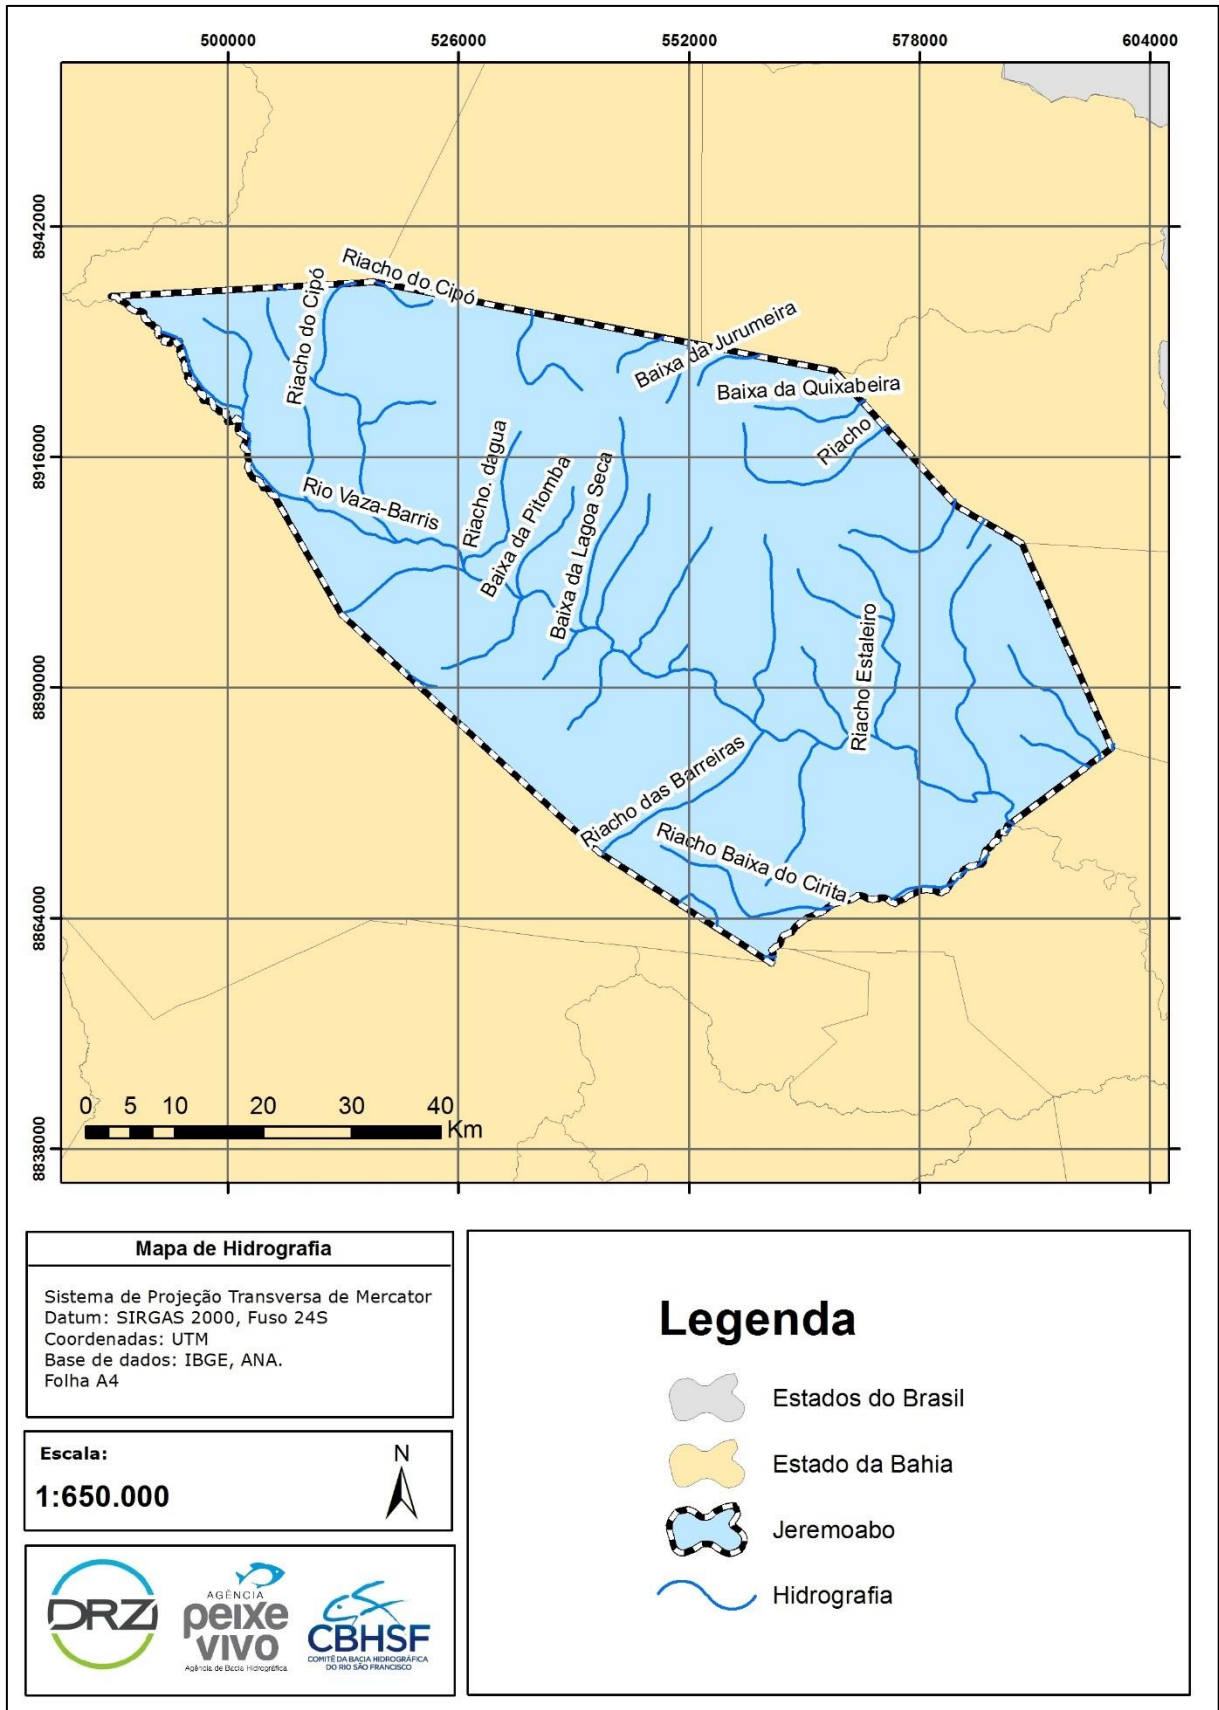 500000 526000 552000 578000 604000
8942000
Riacho do Cipó
Riacho do Cipó
Baixa da Jurumeira
Baixa da Quixabeira
Riacho
8916000
Rio Vaza-Barris
Riacho. dagua
Baixa da Pitomba
Baixa da Lagoa Seca
Riacho Estaleiro
8890000
Riacho das Barreiras
Riacho Baixa do Cirita
8864000
0 5 10 20 30 40
Km
8838000
Mapa de Hidrografia
Sistema de Projeção Transversa de Mercator
Datum: SIRGAS 2000, Fuso 24S
Coordenadas: UTM
Base de dados: IBGE, ANA.
Folha A4
Escala:
1:650.000
N
Legenda
Estados do Brasil
Estado da Bahia
Jeremoabo
Hidrografia
DRZ
AGÊNCIA
peixe
vivo
Agência de Bacia Hidrográfica
CBHSF
COMITÊ DA BACIA HIDROGRÁFICA
DO RIO SÃO FRANCISCO